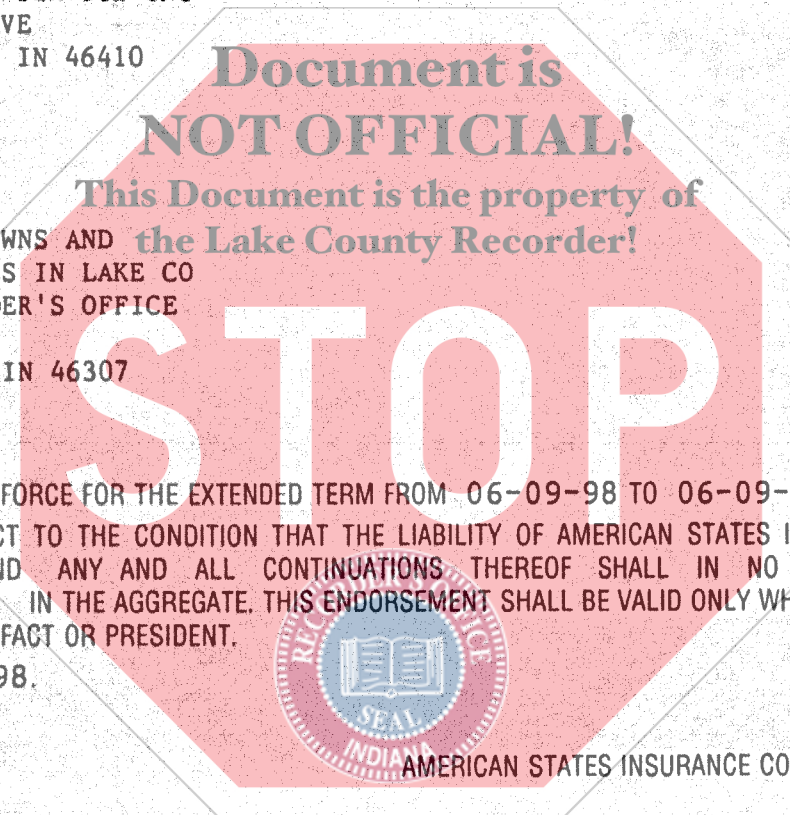 VE
IN 46410
Document is
NOT OFFICIAL!
This Document is the property of
the Lake County Recorder!
WNS AND
S IN LAKE CO
ER'S OFFICE
IN 46307
STOP
FORCE FOR THE EXTENDED TERM FROM 06-09-98 TO 06-09-
CT TO THE CONDITION THAT THE LIABILITY OF AMERICAN STATES I
ND ANY AND ALL CONTINUATIONS THEREOF SHALL IN NO
IN THE AGGREGATE. THIS ENDORSEMENT SHALL BE VALID ONLY WH
FACT OR PRESIDENT.
98.
RECORDER'S OFFICE
SEAL
INDIANA
AMERICAN STATES INSURANCE CO